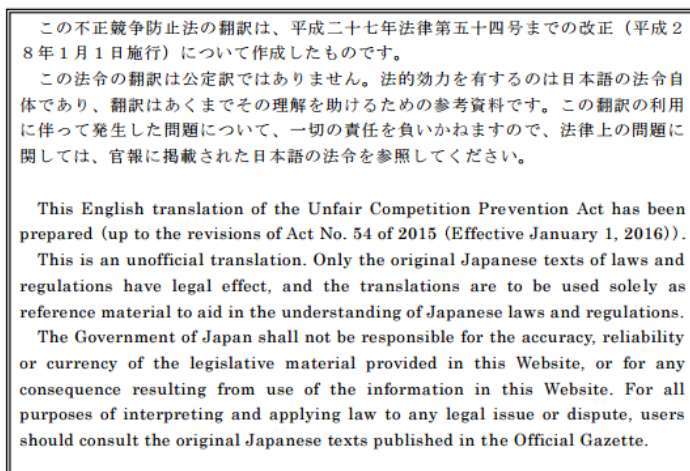 この不正競争防止法の翻訳は、平成二十七年法律第五十四号までの改正（平成２
８年１月１日施行）について作成したものです。
この法令の翻訳は公定訳ではありません。法的効力を有するのは日本語の法令自
体であり、翻訳はあくまでその理解を助けるための参考資料です。この翻訳の利用
に伴って発生した問題について、一切の責任を負いかねますので、法律上の問題に
関しては、官報に掲載された日本語の法令を参照してください。
This English translation of the Unfair Competition Prevention Act has been
prepared (up to the revisions of Act No. 54 of 2015 (Effective January 1, 2016)).
This is an unofficial translation. Only the original Japanese texts of laws and
regulations have legal effect, and the translations are to be used solely as
reference material to aid in the understanding of Japanese laws and regulations.
The Government of Japan shall not be responsible for the accuracy, reliability
or currency of the legislative material provided in this Website, or for any
consequence resulting from use of the information in this Website. For all
purposes of interpreting and applying law to any legal issue or dispute, users
should consult the original Japanese texts published in the Official Gazette.